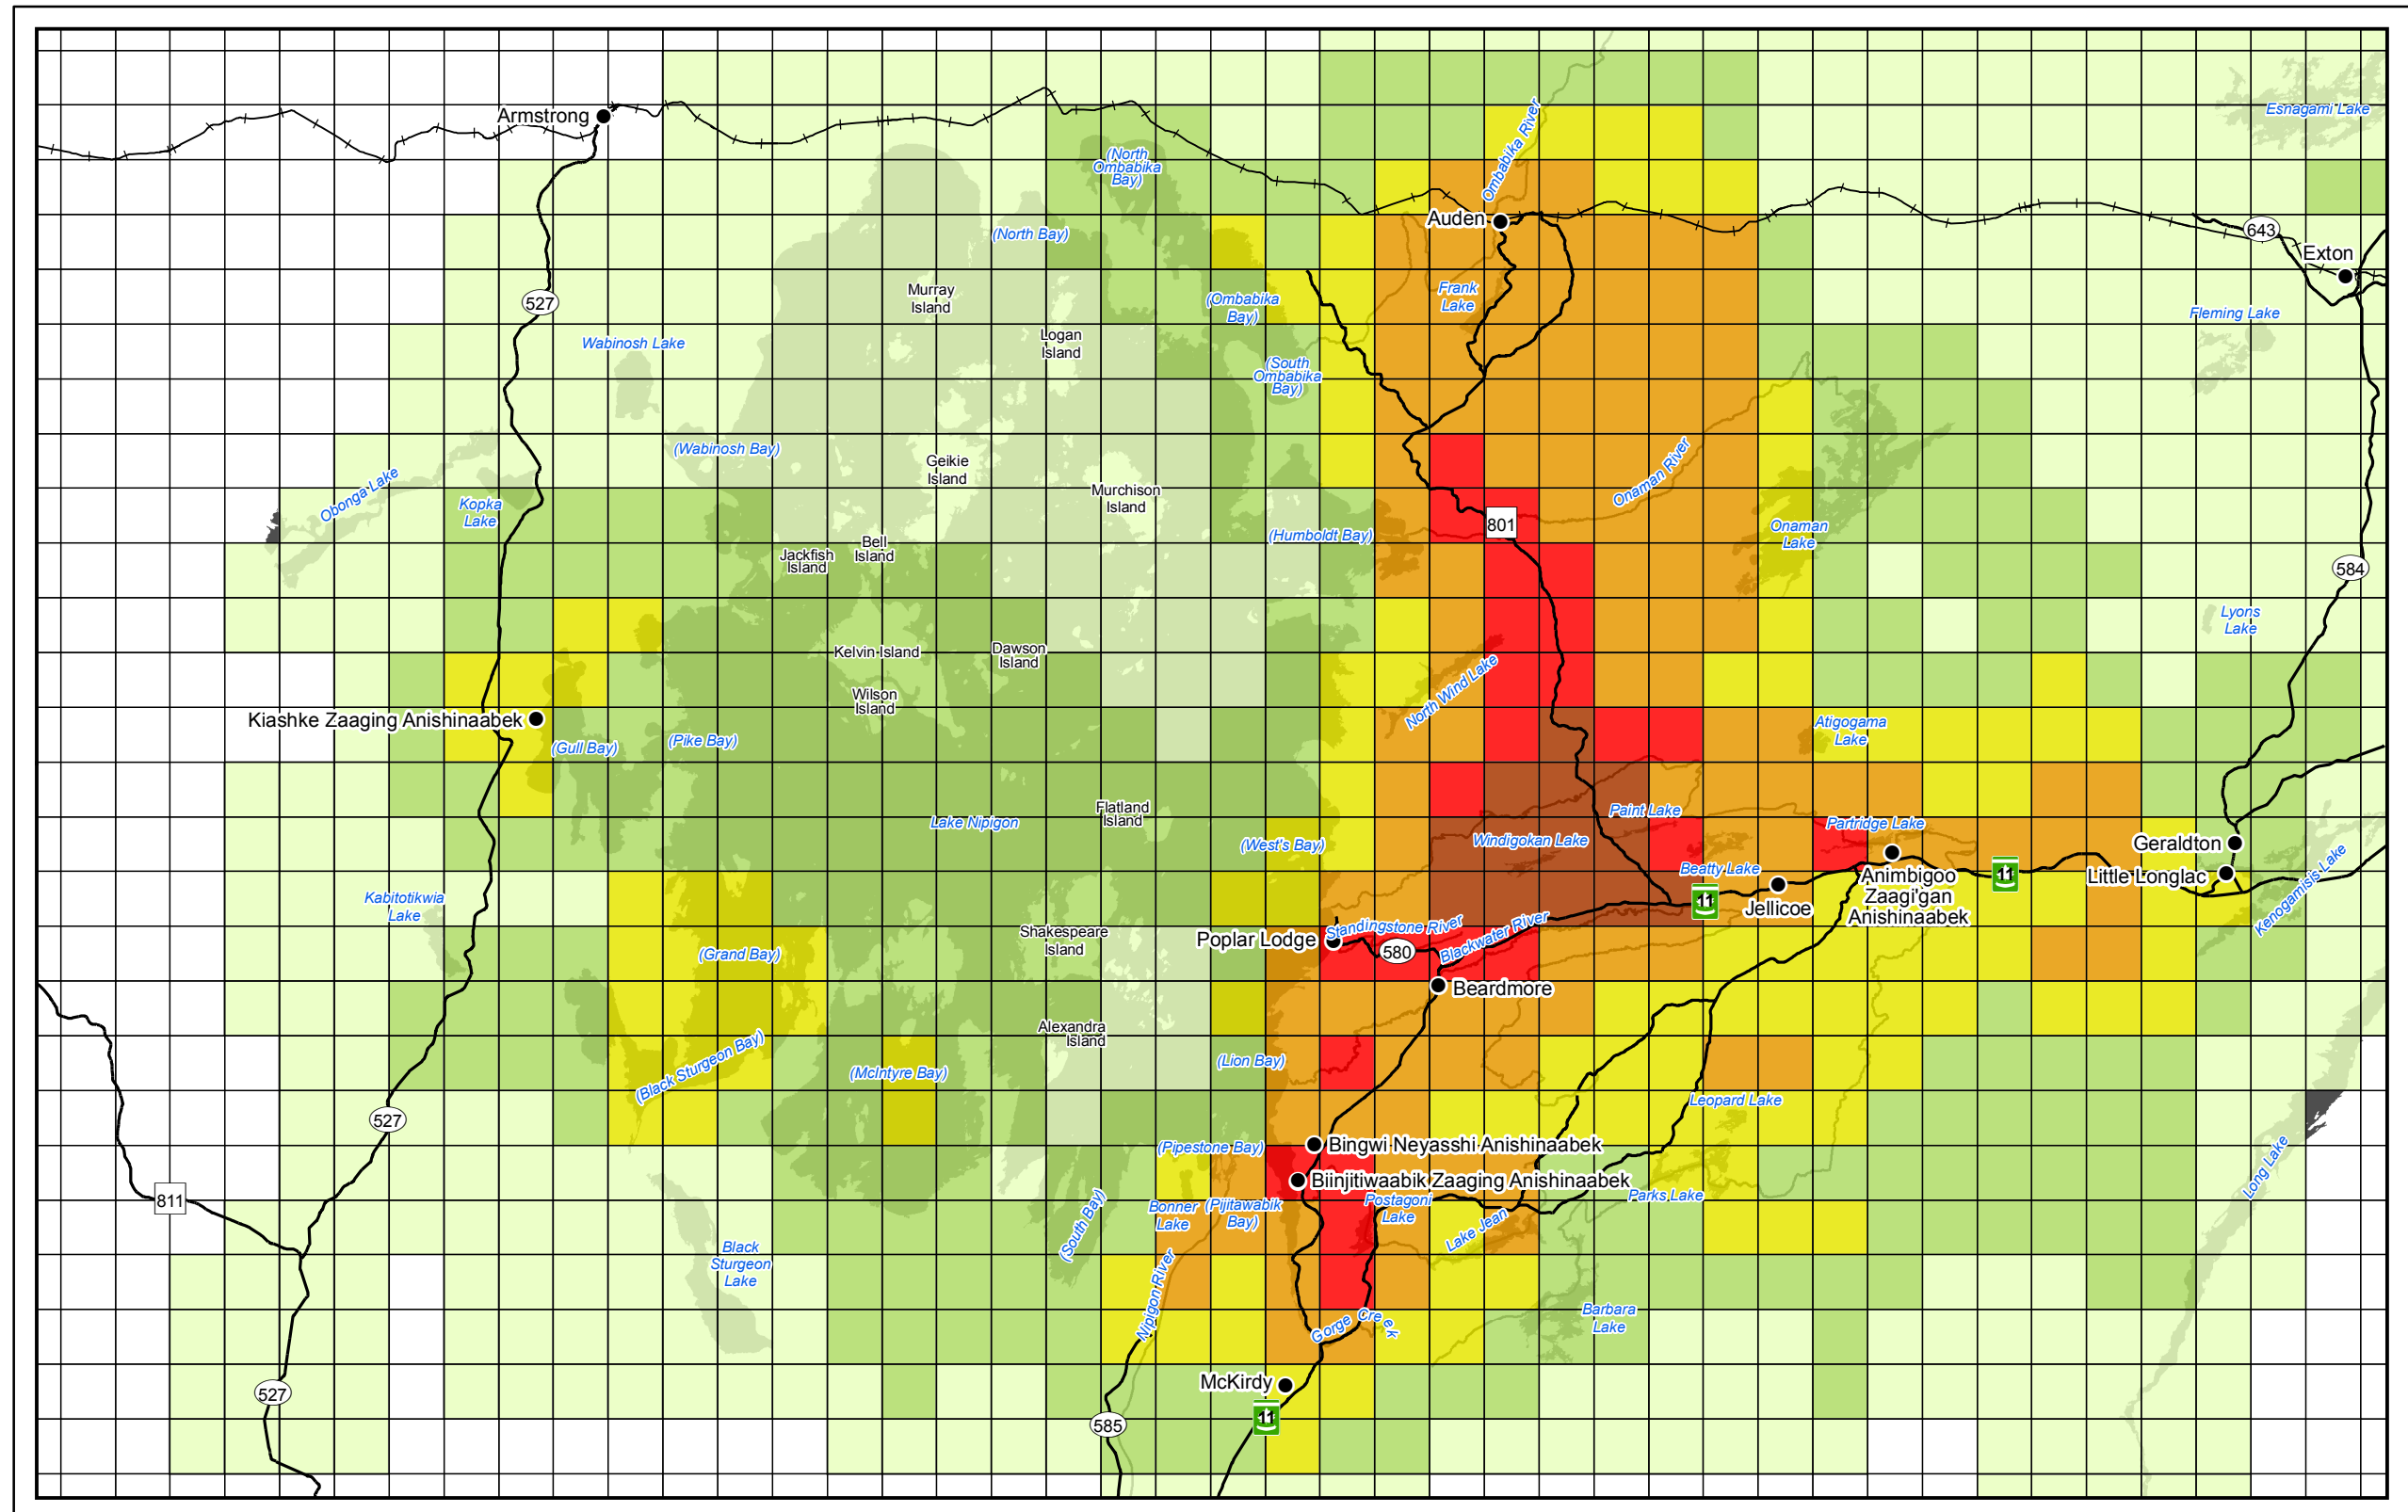 Esnagami Lake
Armstrong
Ombabika River
(North
Ombabika
Bay)
Auden
(North Bay)
643
Exton
527
Murray
Island
Frank
Lake
(Ombabika
Bay)
Fleming Lake
Wabinosh Lake
Logan
Island
(South
Ombabika
Bay)
(Wabinosh Bay)
Geikie
Island
Onaman River
Obonga Lake
Kopka
Lake
Murchison
Island
801
Onaman
Lake
(Humboldt Bay)
Bell
Island
Jackfish
Island
584
Lyons
Lake
Kelvin Island
Dawson
Island
North Wind Lake
Wilson
Island
Kiashke Zaaging Anishinaabek
(Gull Bay)
(Pike Bay)
Atigogama
Lake
Flatland
Island
Lake Nipigon
Paint Lake
Partridge Lake
(West's Bay)
Windigokan Lake
Geraldton
Beatty Lake
Animbigoo
Zaagi'gan
Anishinaabek
11
Little Longlac
Kenogamisis Lake
Kabitotikwia
Lake
11
Jellicoe
Shakespeare
Island
Poplar Lodge
Standingstone River
580
Blackwater River
(Grand Bay)
Beardmore
Alexandra
Island
(Black Sturgeon Bay)
(McIntyre Bay)
(Lion Bay)
Leopard Lake
527
(Pipestone Bay)
Bingwi Neyasshi Anishinaabek
Biinjitiwaabik Zaaging Anishinaabek
Long Lake
811
Bonner
Lake
(Pijitawabik
Bay)
Postagoni
Lake
Parks Lake
(South Bay)
Lake Jean
Black
Sturgeon
Lake
Nipigon River
Gorge Creek
Barbara
Lake
McKirdy
527
585
11